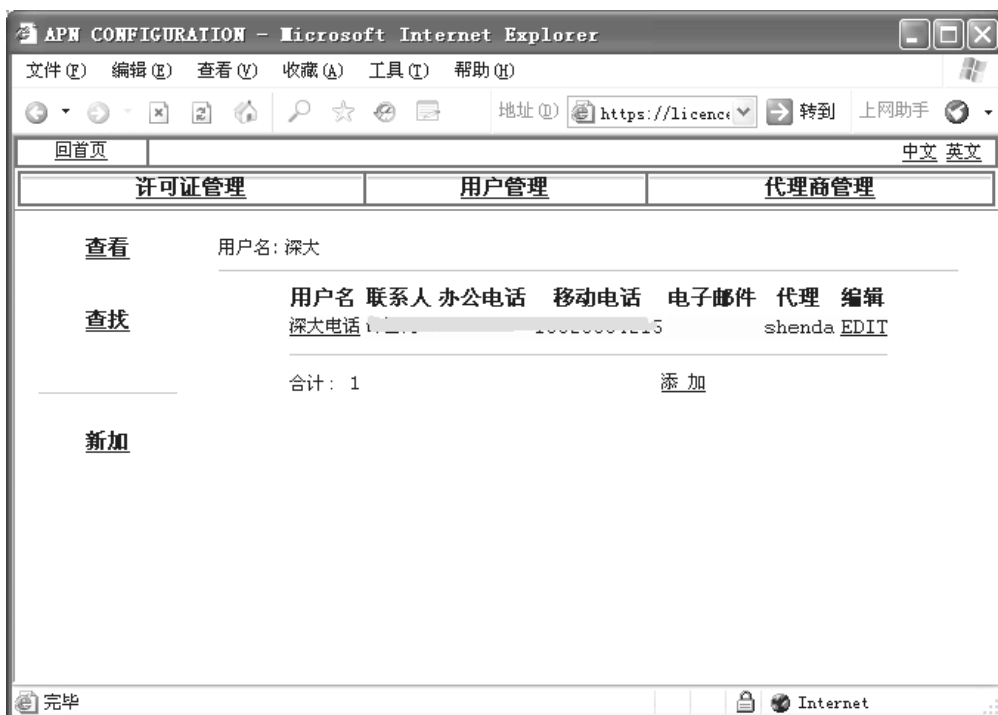 APN CONFIGURATION - Microsoft Internet Explorer
文件(F) 编辑(E) 查看(V) 收藏(A) 工具(T) 帮助(H)
地址(D) https://licence 转到 上网助手
回首页 中文 英文
许可证管理 用户管理 代理商管理
查看 用户名: 深大
用户名 联系人 办公电话 移动电话 电子邮件 代理 编辑
查找 深大电话 shenda EDIT
合计: 1 添 加
新加
完毕 Internet